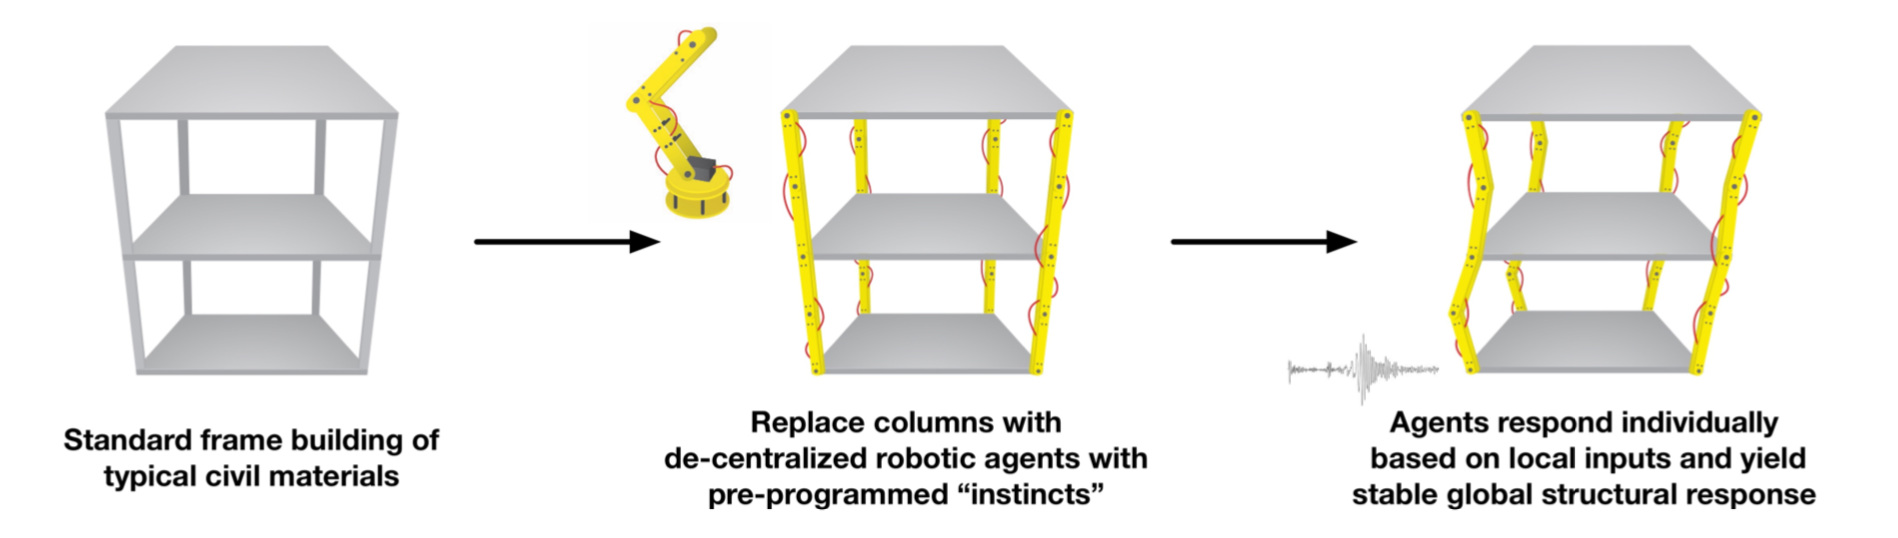 Standard frame building of
typical civil materials
Replace columns with
de-centralized robotic agents with
pre-programmed “instincts”
Agents respond individually
based on local inputs and yield
stable global structural response